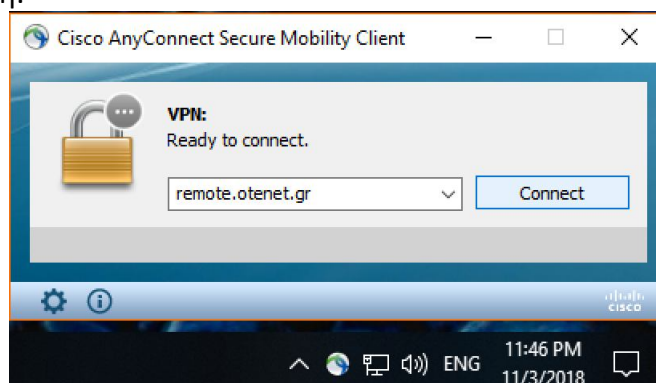 η.
Cisco AnyConnect Secure Mobility Client
VPN:
Ready to connect.
remote.otenet.gr
Connect
cisco
ENG
11:46 PM
11/3/2018